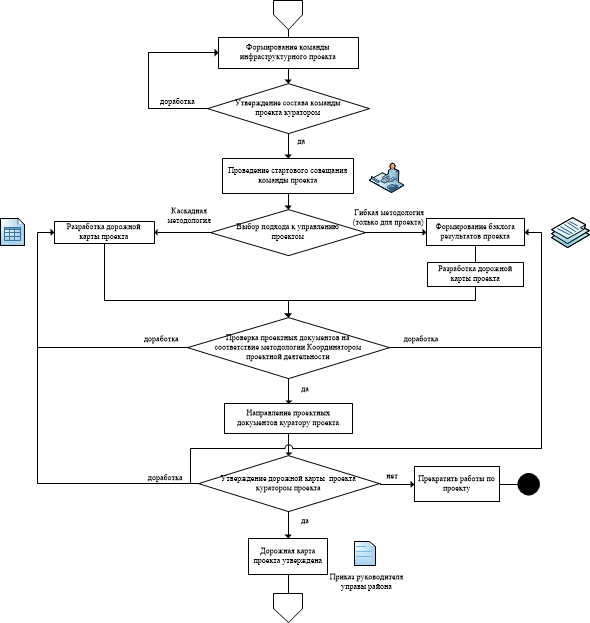 Формирование команды
инфраструктурного проекта
доработка
Утверждение состава команды
проекта куратором
да
Проведение стартового совещания
команды проекта
Каскадная
методология
Гибкая методология
(только для проекта)
Разработка дорожной
карты проекта
Выбор подхода к управлению
проектом
Формирование бэклога
результатов проекта
Разработка дорожной
карты проекта
доработка
Проверка проектных документов на
соответствие методологии Координатором
проектной деятельности
доработка
да
Направление проектных
документов куратору проекта
доработка
Утверждение дорожной карты проекта
куратором проекта
нет
Прекратить работы по
проекту
да
Дорожная карта
проекта утверждена
Приказ руководителя
управы района